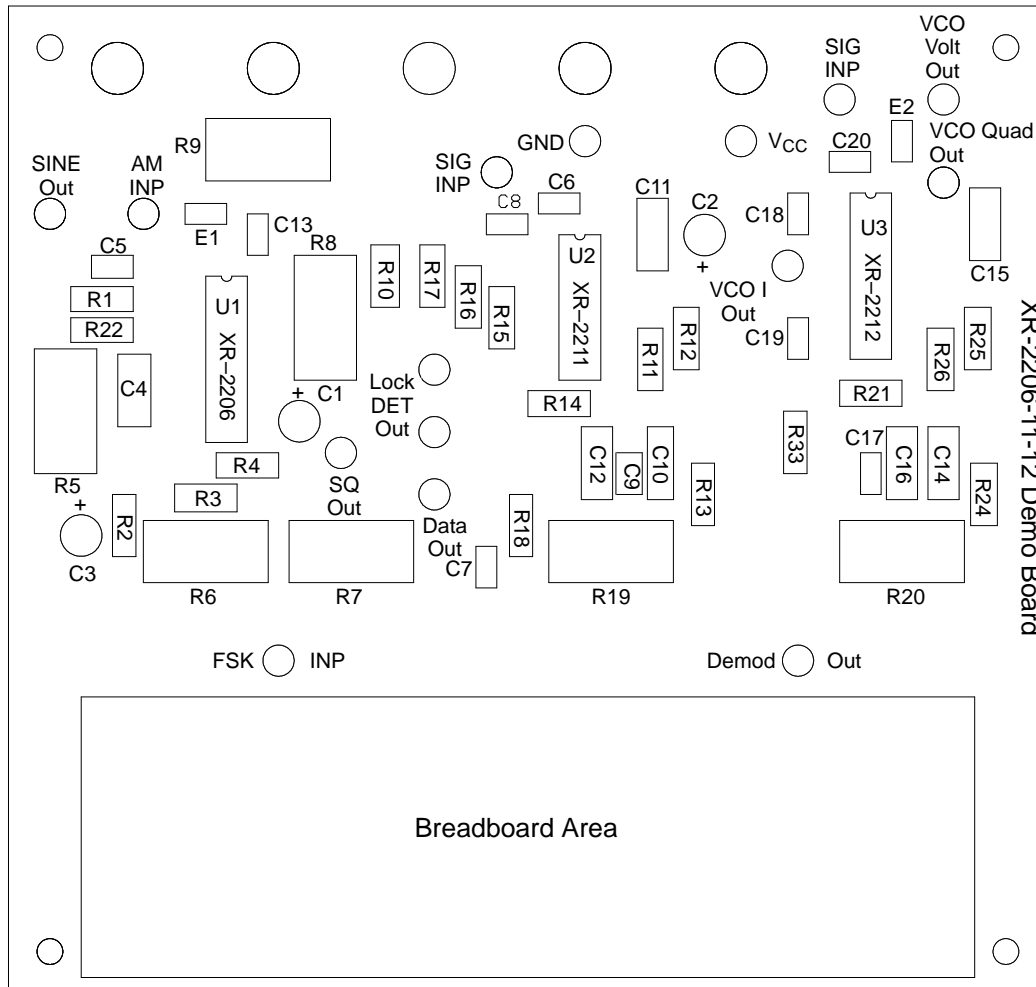 VCO
Volt
Out
SIG
INP
E2
R9
GND
VCC
C20
VCO Quad
Out
SINE
Out
AM
INP
SIG
INP
C6
C11
C2
C18
C8
E1
C13
R8
U2
XR–2211
U3
XR–2212
C5
R10
R17
R16
R15
+
VCO I
Out
C15
R1
U1
XR–2206
R22
R12
R11
C19
R25
R26
XR-2206-11-12 Demo Board
C4
Lock
DET
Out
C1
+
R14
R21
R33
R4
C12
C9
C10
C17
C16
C14
R5
R3
SQ
Out
R13
R24
+
R2
Data
Out
R18
C3
C7
R6
R7
R19
R20
FSK INP
Demod Out
Breadboard Area